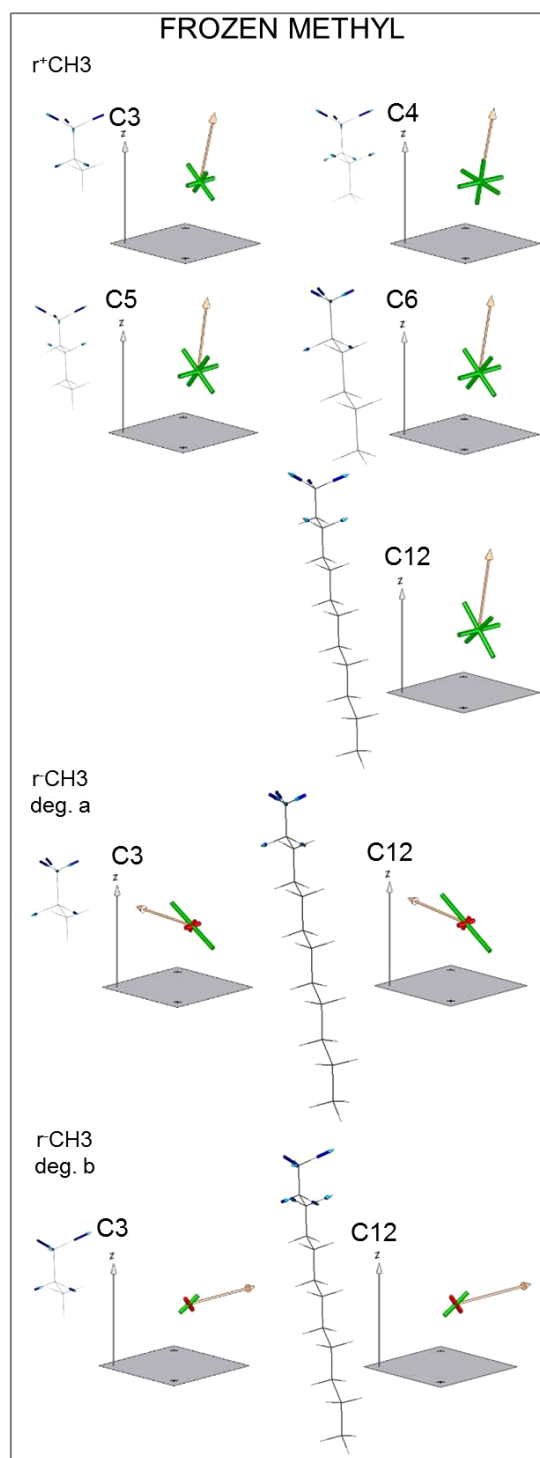 FROZEN METHYL
r⁺CH3
C3
z
C4
z
C5
z
C6
z
C12
z
r⁻CH3
deg. a
C3
z
C12
z
r⁻CH3
deg. b
C3
z
C12
z